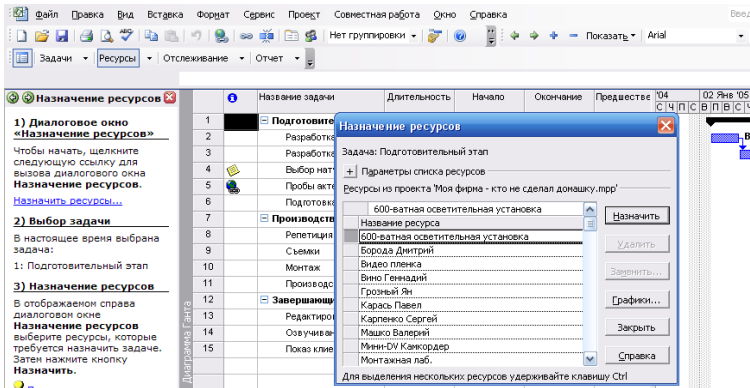 Файл Правка Вид Вставка Формат Сервис Проект Совместная работа Окно Справка
Нет группировки Показать Arial
Задачи Ресурсы Отслеживание Отчет
Назначение ресурсов
1) Диалоговое окно
«Назначение ресурсов»
Чтобы начать, щелкните
следующую ссылку для
вызова диалогового окна
Назначение ресурсов.
Назначить ресурсы...
2) Выбор задачи
В настоящее время выбрана
задача:
1: Подготовительный этап
3) Назначение ресурсов
В отображаемом справа
диалоговом окне
Назначение ресурсов
выберите ресурсы, которые
требуется назначить задаче.
Затем нажмите кнопку
Назначить.
Диаграмма Ганта
Название задачи Длительность Начало Окончание Предшестве '04 02 Янв '05
С Ч П С В П В С Ч
1 Подготовите
2 Разработка
3 Разработка
4 Выбор нат
5 Пробы акте
6 Подготовка
7 Производств
8 Репетиция
9 Съемки
10 Монтаж
11 Производс
12 Завершающи
13 Редактиро
14 Озвучиван
15 Показ клие
Назначение ресурсов
Задача: Подготовительный этап
+ Параметры списка ресурсов
Ресурсы из проекта 'Моя фирма - кто не сделал домашку.mpp'
600-ватная осветительная установка
Название ресурса
600-ватная осветительная установка
Борода Дмитрий
Видео пленка
Вино Геннадий
Грозный Ян
Карась Павел
Карпенко Сергей
Машко Валерий
Мини-DV Камкордер
Монтажная лаб.
Назначить
Удалить
Заменить...
Графики...
Закрыть
Справка
Для выделения нескольких ресурсов удерживайте клавишу Ctrl